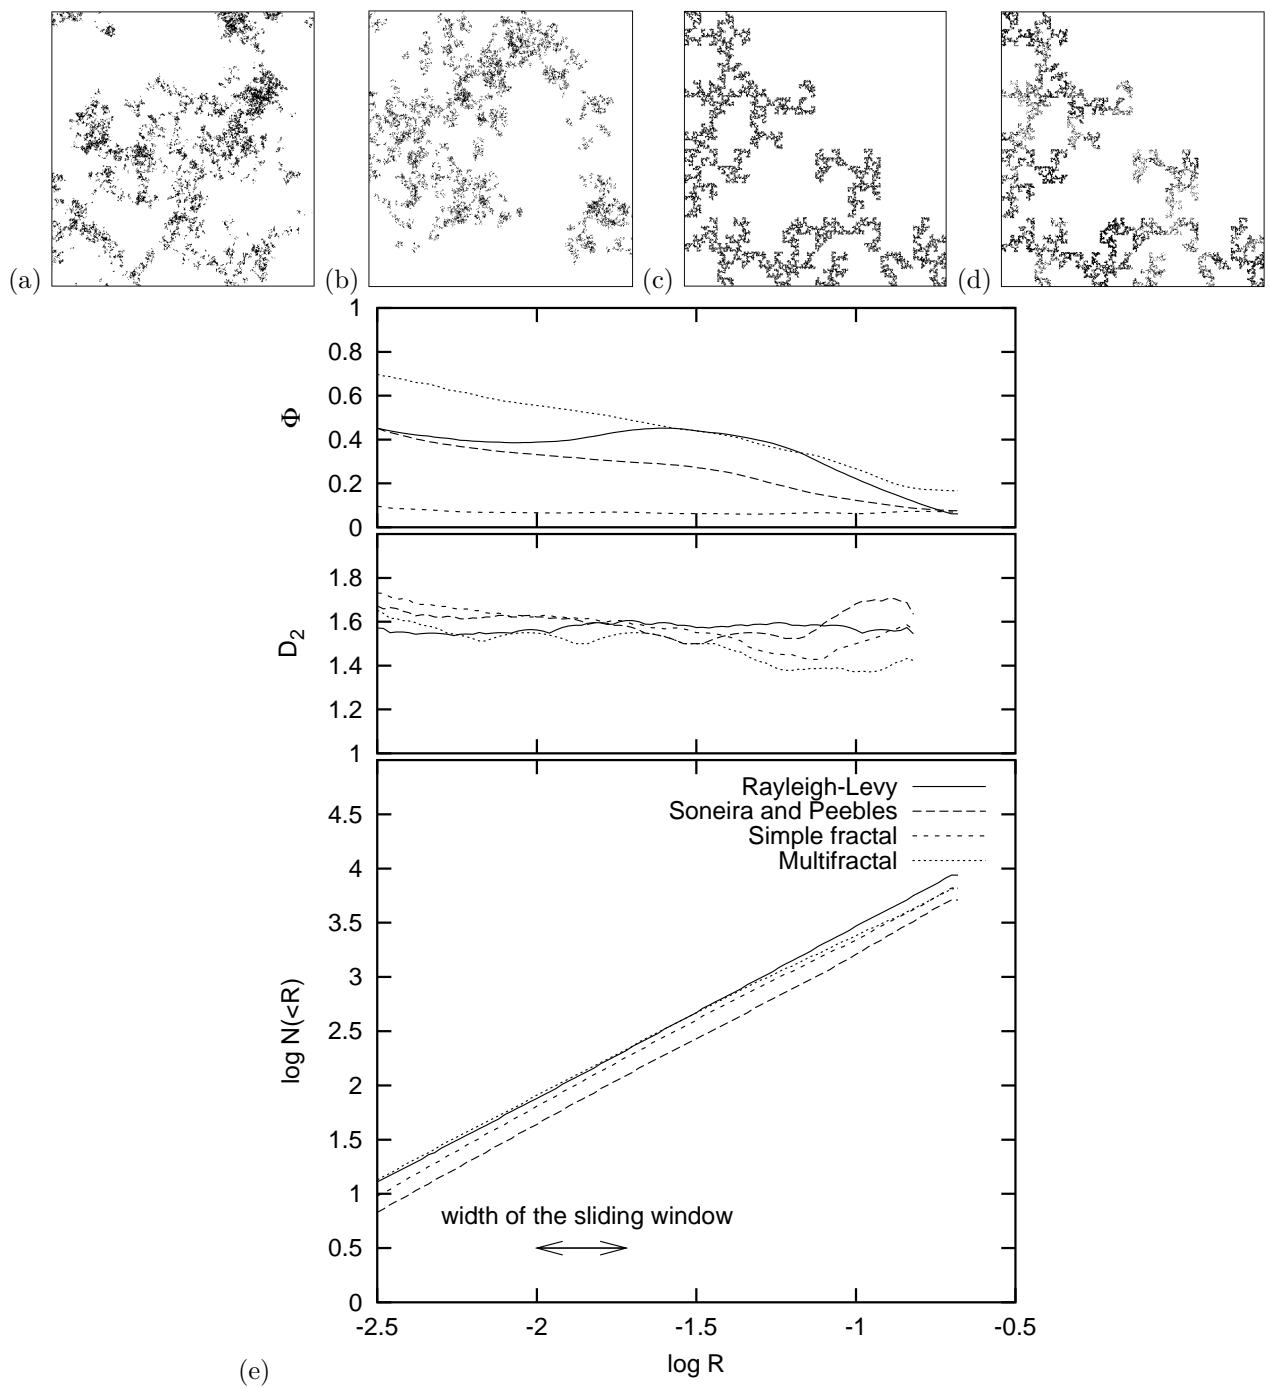 (a) (b) (c) (d)
1
0.8
0.6
0.4
0.2
0
Φ
1.8
1.6
1.4
1.2
1
D2
Rayleigh-Levy
Soneira and Peebles
Simple fractal
Multifractal
4.5
4
3.5
3
2.5
2
1.5
1
0.5
0
log N(<R)
width of the sliding window
-2.5 -2 -1.5 -1 -0.5
log R
(e)